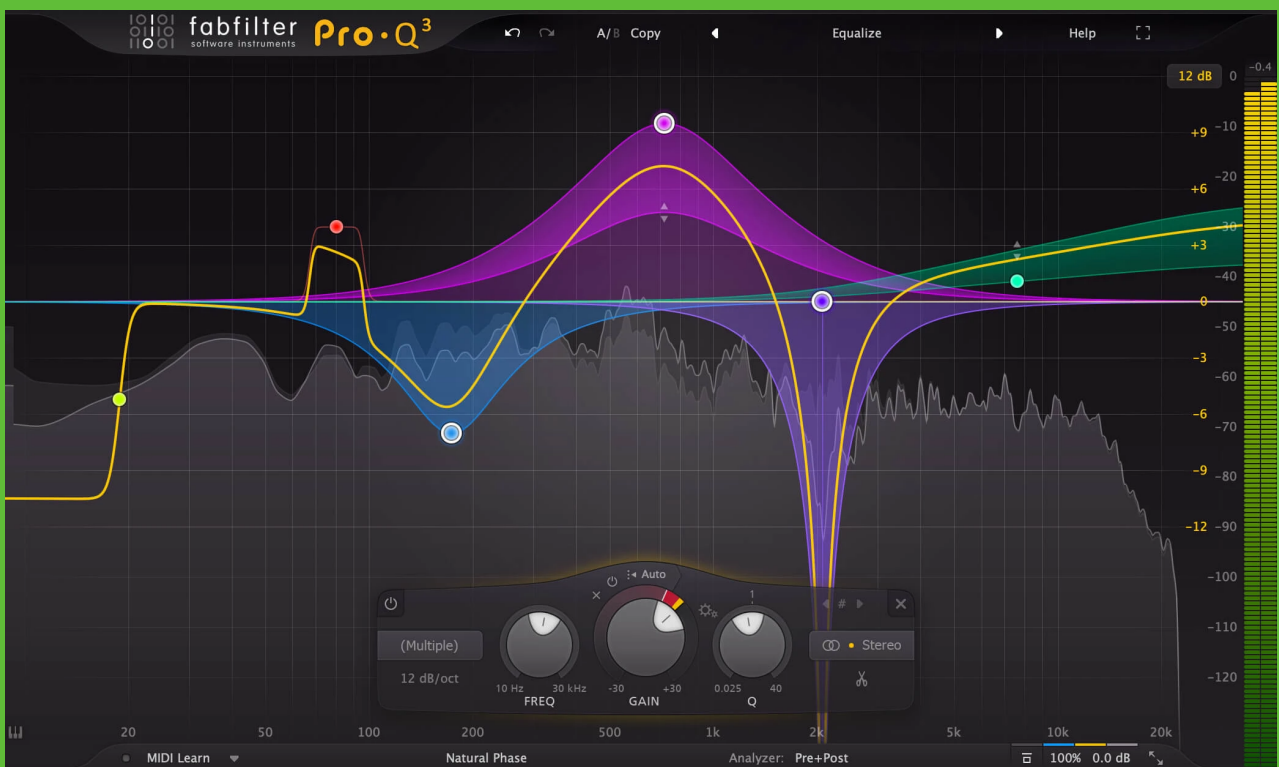 fabfilter
software instruments
Pro·Q3
A/B Copy
Equalize
Help
12 dB
0
-0.4
+9
-10
-20
+6
-30
+3
-40
0
-50
-3
-60
-6
-70
-9
-80
-12
-90
-100
-110
-120
Auto
1
#
(Multiple)
12 dB/oct
10 Hz
30 kHz
FREQ
-30
+30
GAIN
0.025
40
Q
Stereo
20
50
100
200
500
1k
2k
5k
10k
20k
MIDI Learn
Natural Phase
Analyzer: Pre+Post
100%
0.0 dB